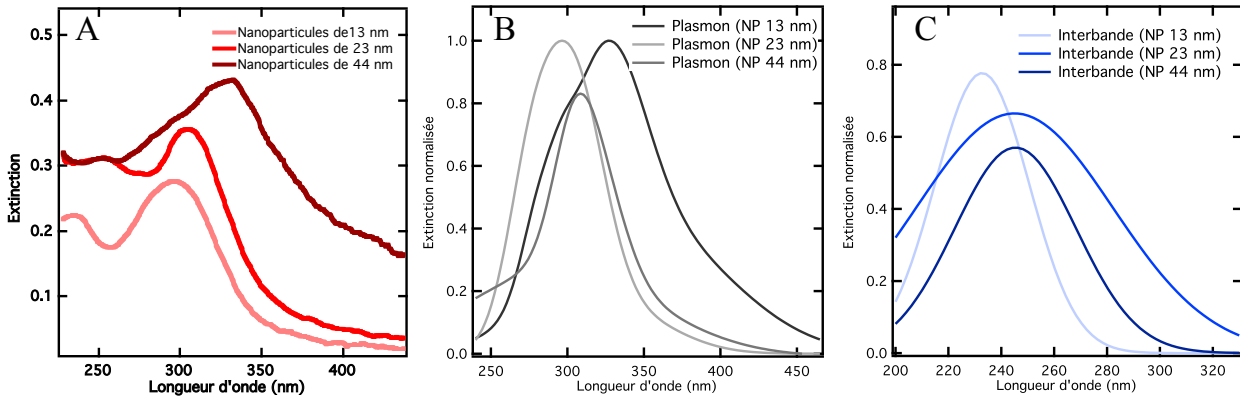 A
Nanoparticules de13 nm
Nanoparticules de 23 nm
Nanoparticules de 44 nm
0.5
0.4
0.3
0.2
0.1
Extinction
250
300
350
400
Longueur d'onde (nm)
B
Plasmon (NP 13 nm)
Plasmon (NP 23 nm)
Plasmon (NP 44 nm)
1.0
0.8
0.6
0.4
0.2
0.0
Extinction normalisée
250
300
350
400
450
Longueur d'onde (nm)
C
Interbande (NP 13 nm)
Interbande (NP 23 nm)
Interbande (NP 44 nm)
0.8
0.6
0.4
0.2
0.0
Extinction normalisée
200
220
240
260
280
300
320
Longueur d'onde (nm)